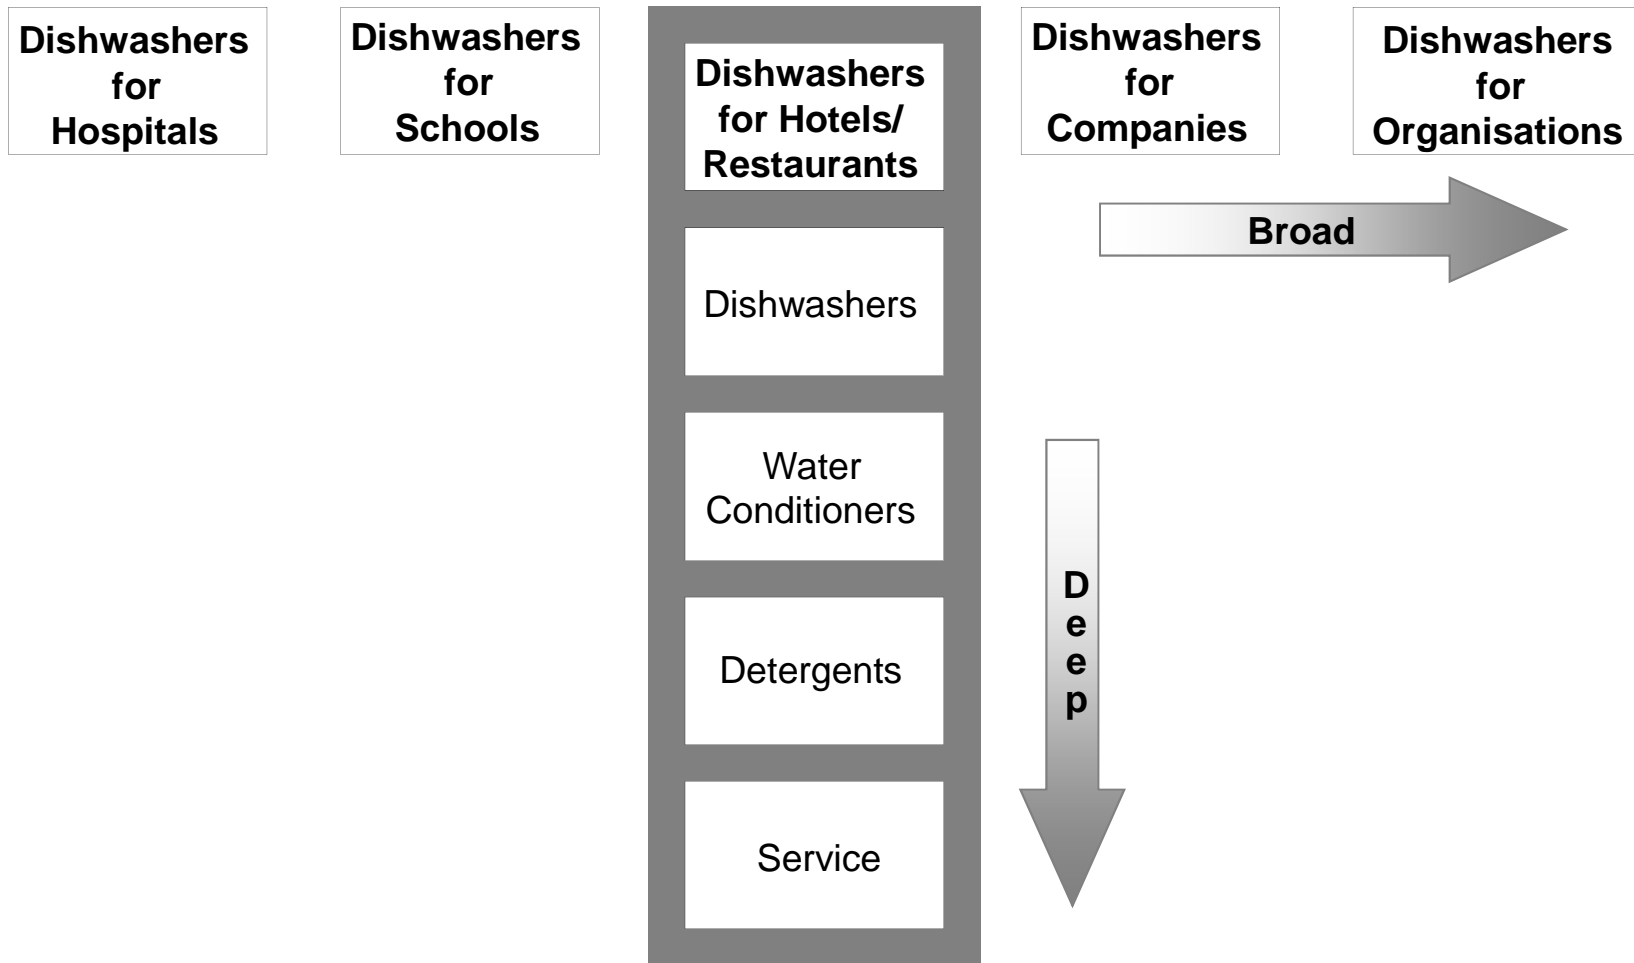 Dishwashers
for
Hospitals
Dishwashers
for
Schools
Dishwashers
for Hotels/
Restaurants
Dishwashers
for
Companies
Dishwashers
for
Organisations
Broad
Dishwashers
Water
Conditioners
Deep
Detergents
Service